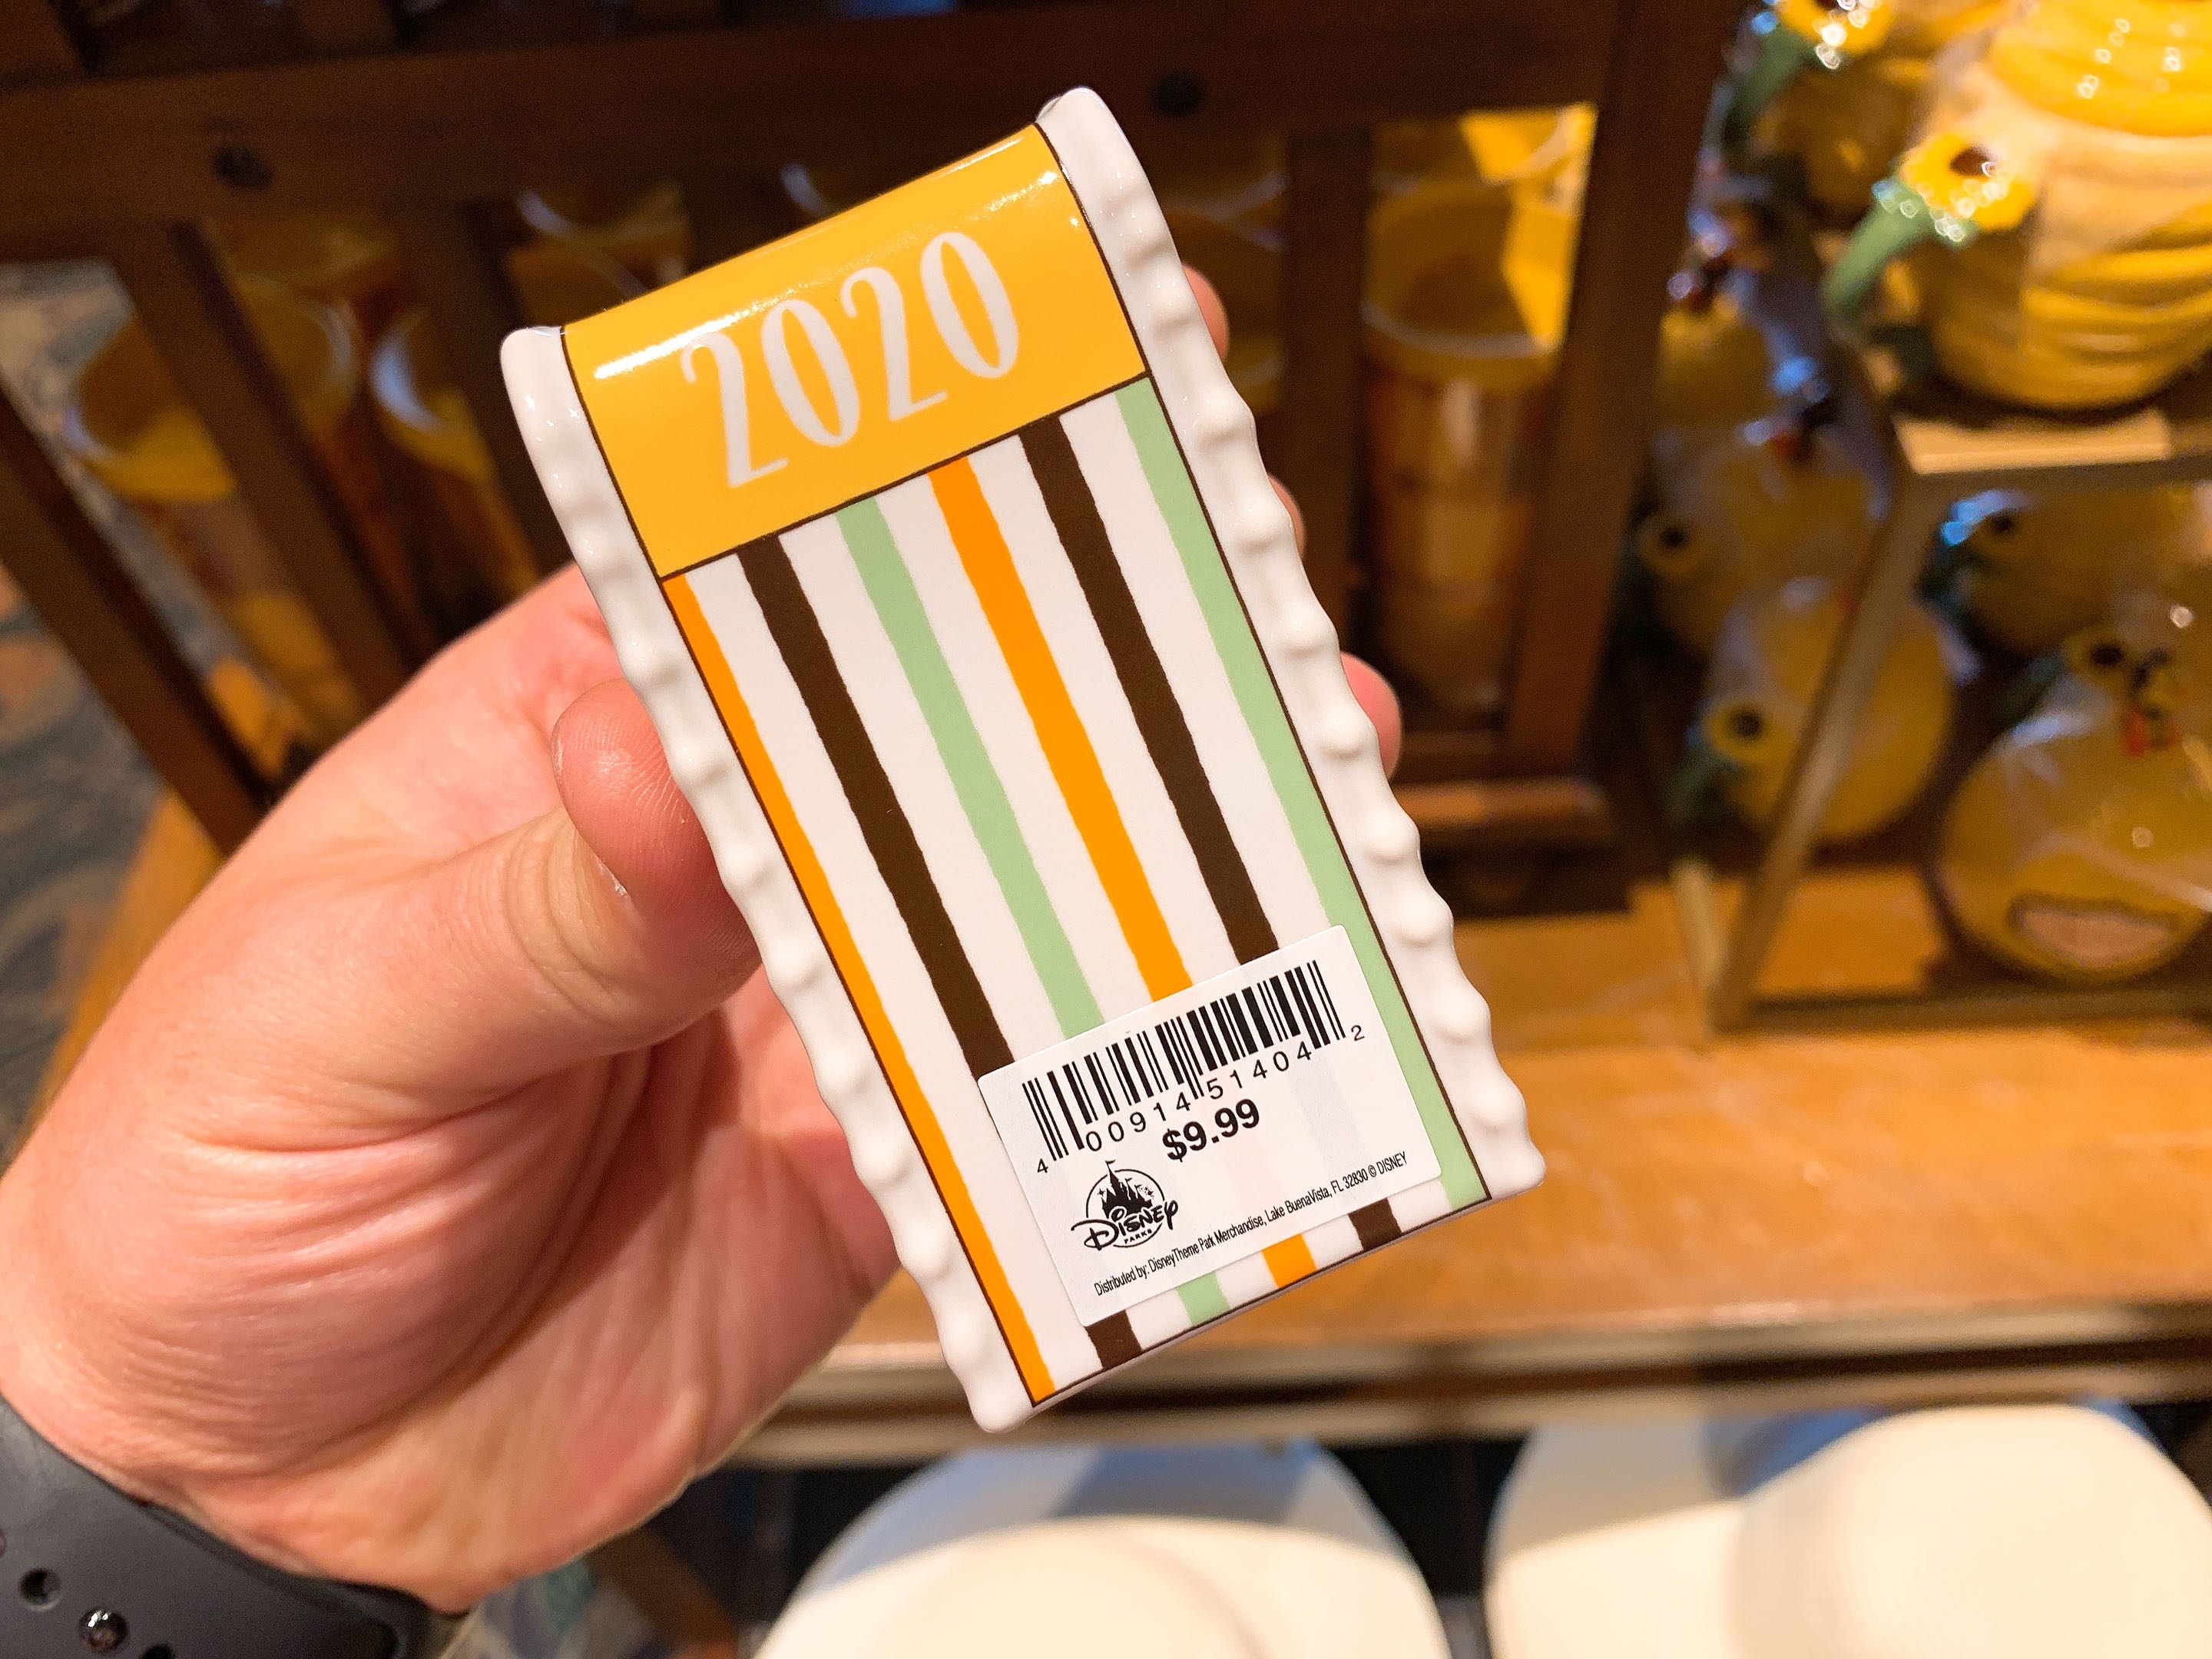 2020
4 00914 51404 2
$9.99
DISNEY
PARKS
Distributed by: Disney Theme Park Merchandise, Lake Buena Vista, FL 32830 © DISNEY